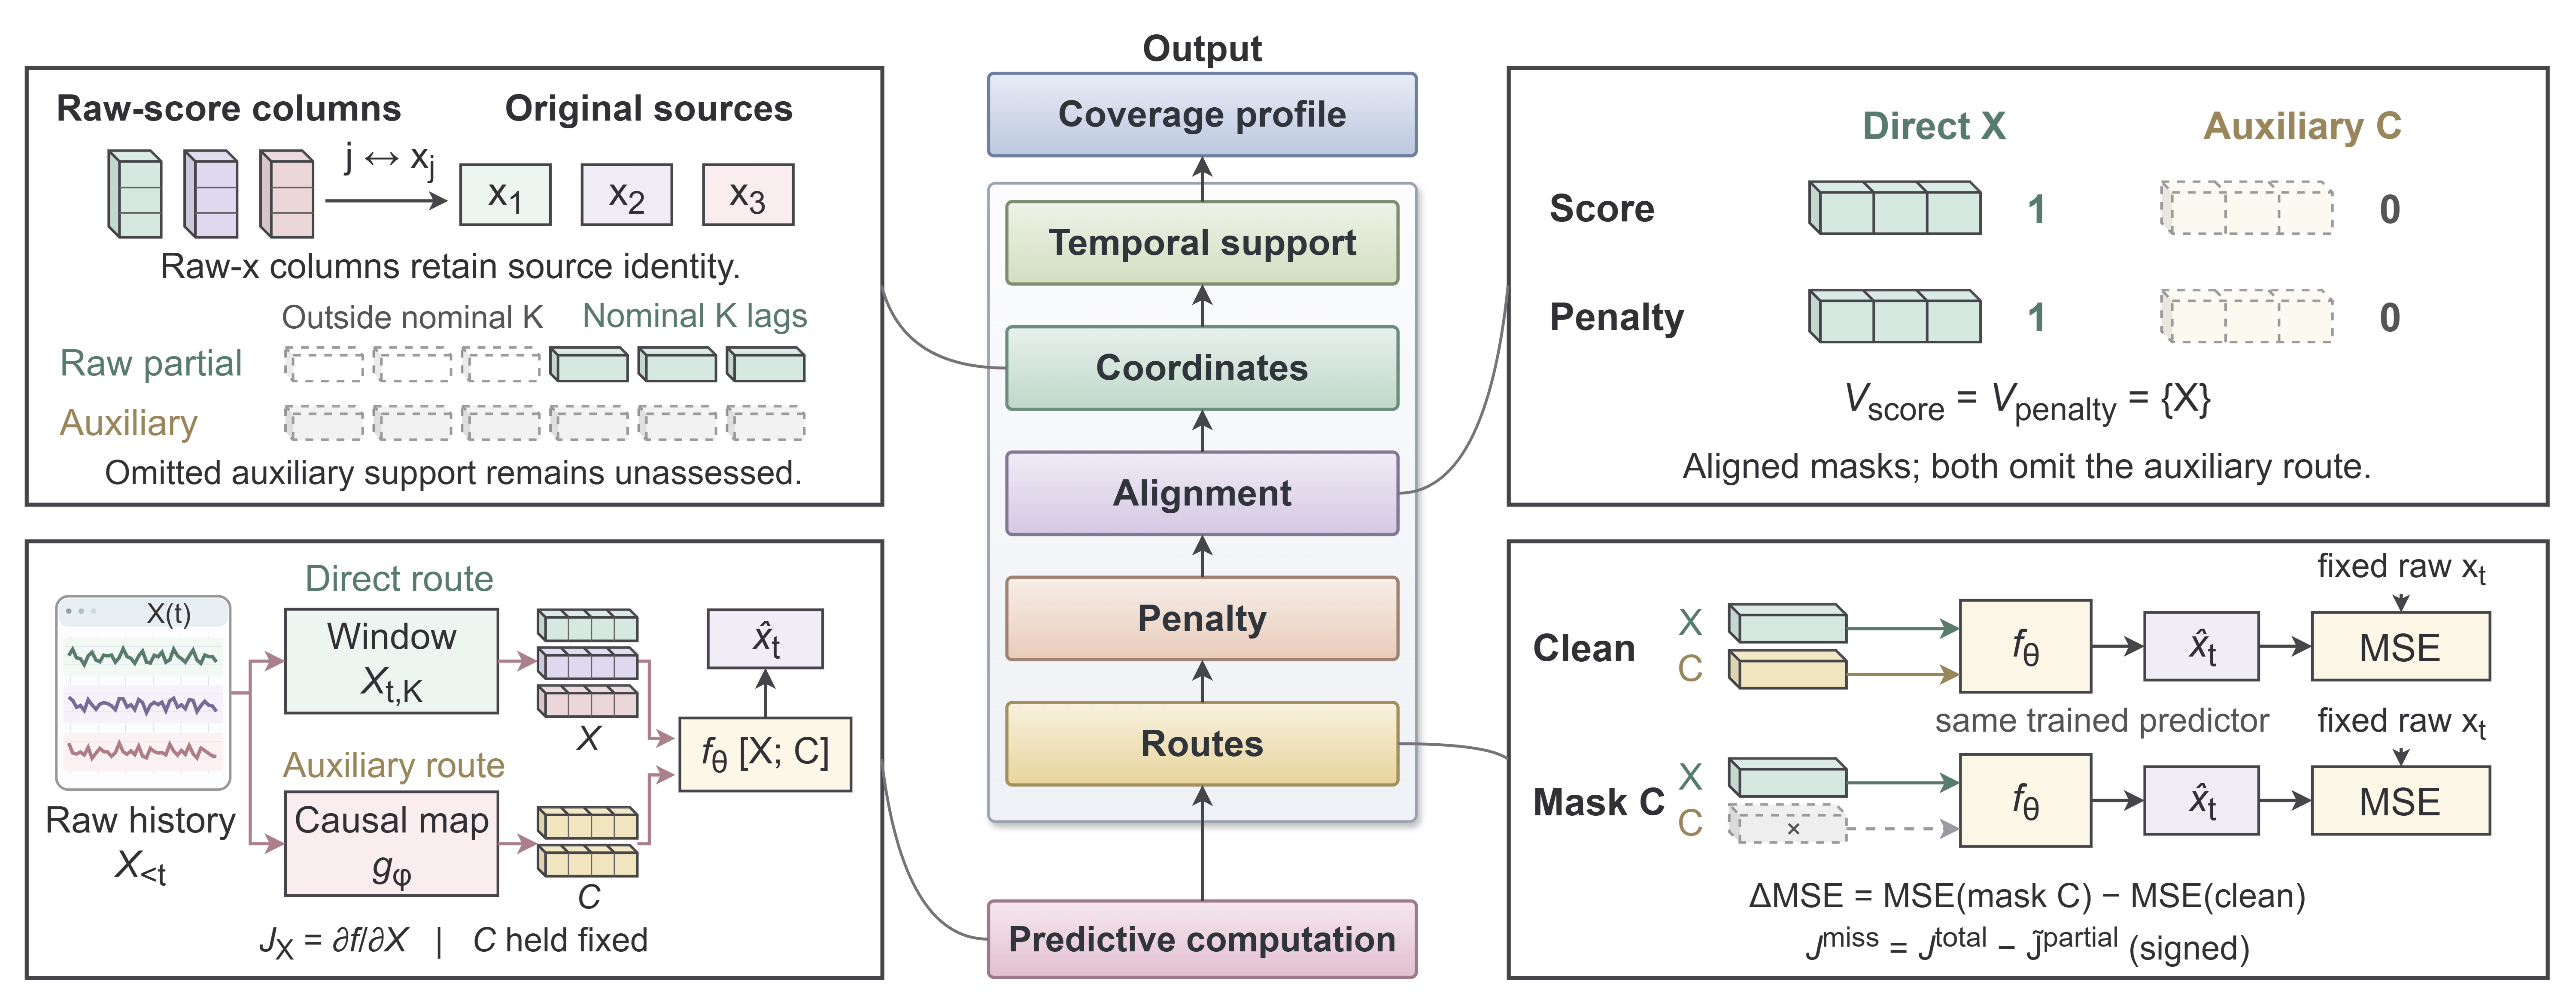 Output
Coverage profile
Temporal support
Coordinates
Alignment
Penalty
Routes
Predictive computation
Raw-score columns
Original sources
j ↔ xj
x1
x2
x3
Raw-x columns retain source identity.
Outside nominal K
Nominal K lags
Raw partial
Auxiliary
Omitted auxiliary support remains unassessed.
Direct X
Auxiliary C
Score
1
0
Penalty
1
0
Vscore = Vpenalty = {X}
Aligned masks; both omit the auxiliary route.
X(t)
Raw history
X<t
Direct route
Window
Xt,K
X
Auxiliary route
Causal map
gφ
C
x̂t
fθ [X; C]
JX = ∂f/∂X | C held fixed
fixed raw xt
Clean
X
C
fθ
x̂t
MSE
same trained predictor
fixed raw xt
Mask C
X
C
×
fθ
x̂t
MSE
ΔMSE = MSE(mask C) − MSE(clean)
Jmiss = Jtotal − J̃partial (signed)